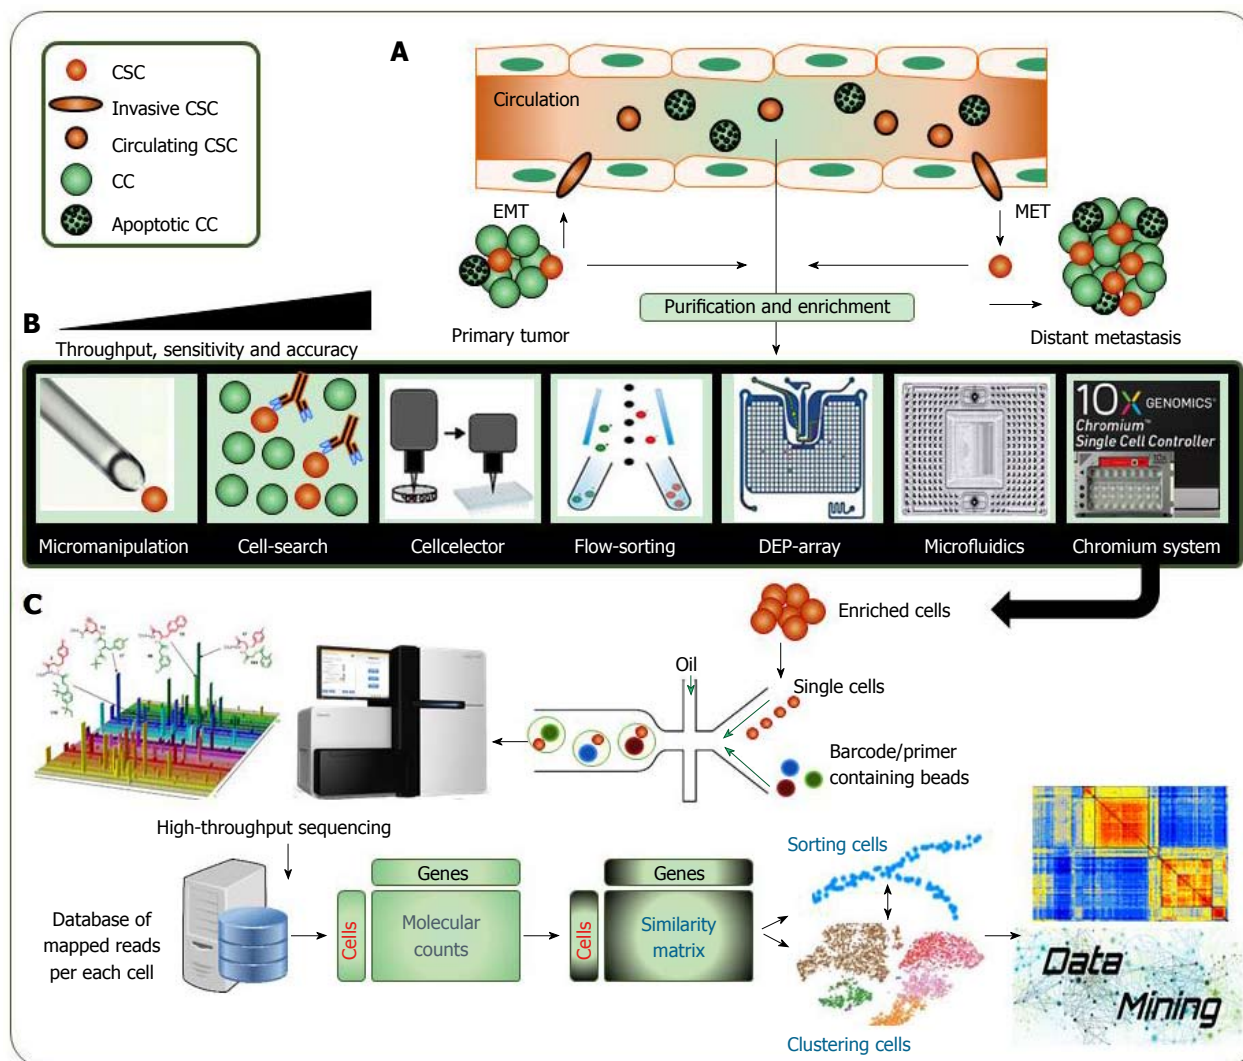 CSC
Invasive CSC
Circulating CSC
CC
Apoptotic CC
A
Circulation
EMT
MET
Primary tumor
Purification and enrichment
Distant metastasis
B
Throughput, sensitivity and accuracy
10X GENOMICS
Chromium™
Single Cell Controller
Micromanipulation
Cell-search
Cellcelector
Flow-sorting
DEP-array
Microfluidics
Chromium system
C
Enriched cells
Oil
Single cells
Barcode/primer
containing beads
High-throughput sequencing
Database of
mapped reads
per each cell
Genes
Cells
Molecular
counts
Genes
Cells
Similarity
matrix
Sorting cells
Clustering cells
Data
Mining